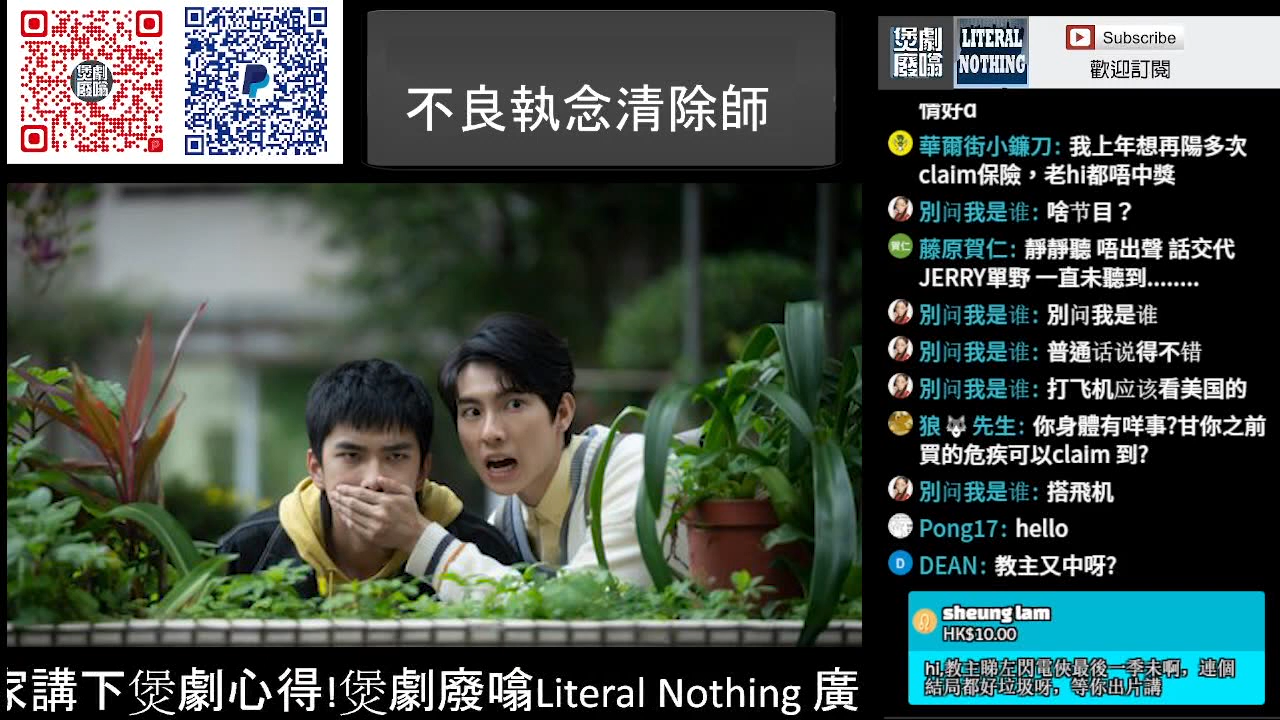 不良執念清除師
煲劇
廢噏
LITERAL
NOTHING
Subscribe
歡迎訂閱
情好d
華爾街小鐮刀: 我上年想再陽多次
claim保險，老hi都唔中獎
別问我是谁: 啥节目？
藤原賀仁: 靜靜聽 唔出聲 話交代
JERRY單野 一直未聽到........
別问我是谁: 別问我是谁
別问我是谁: 普通话说得不错
別问我是谁: 打飞机应该看美国的
狼🐺先生: 你身體有咩事?甘你之前
買的危疾可以claim 到?
別问我是谁: 搭飛机
Pong17: hello
DEAN: 教主又中呀?
sheung lam
HK$10.00
hi,教主睇左閃電俠最後一季未啊，連個
結局都好垃圾呀，等你出片講
家講下煲劇心得!煲劇廢噏Literal Nothing 廣